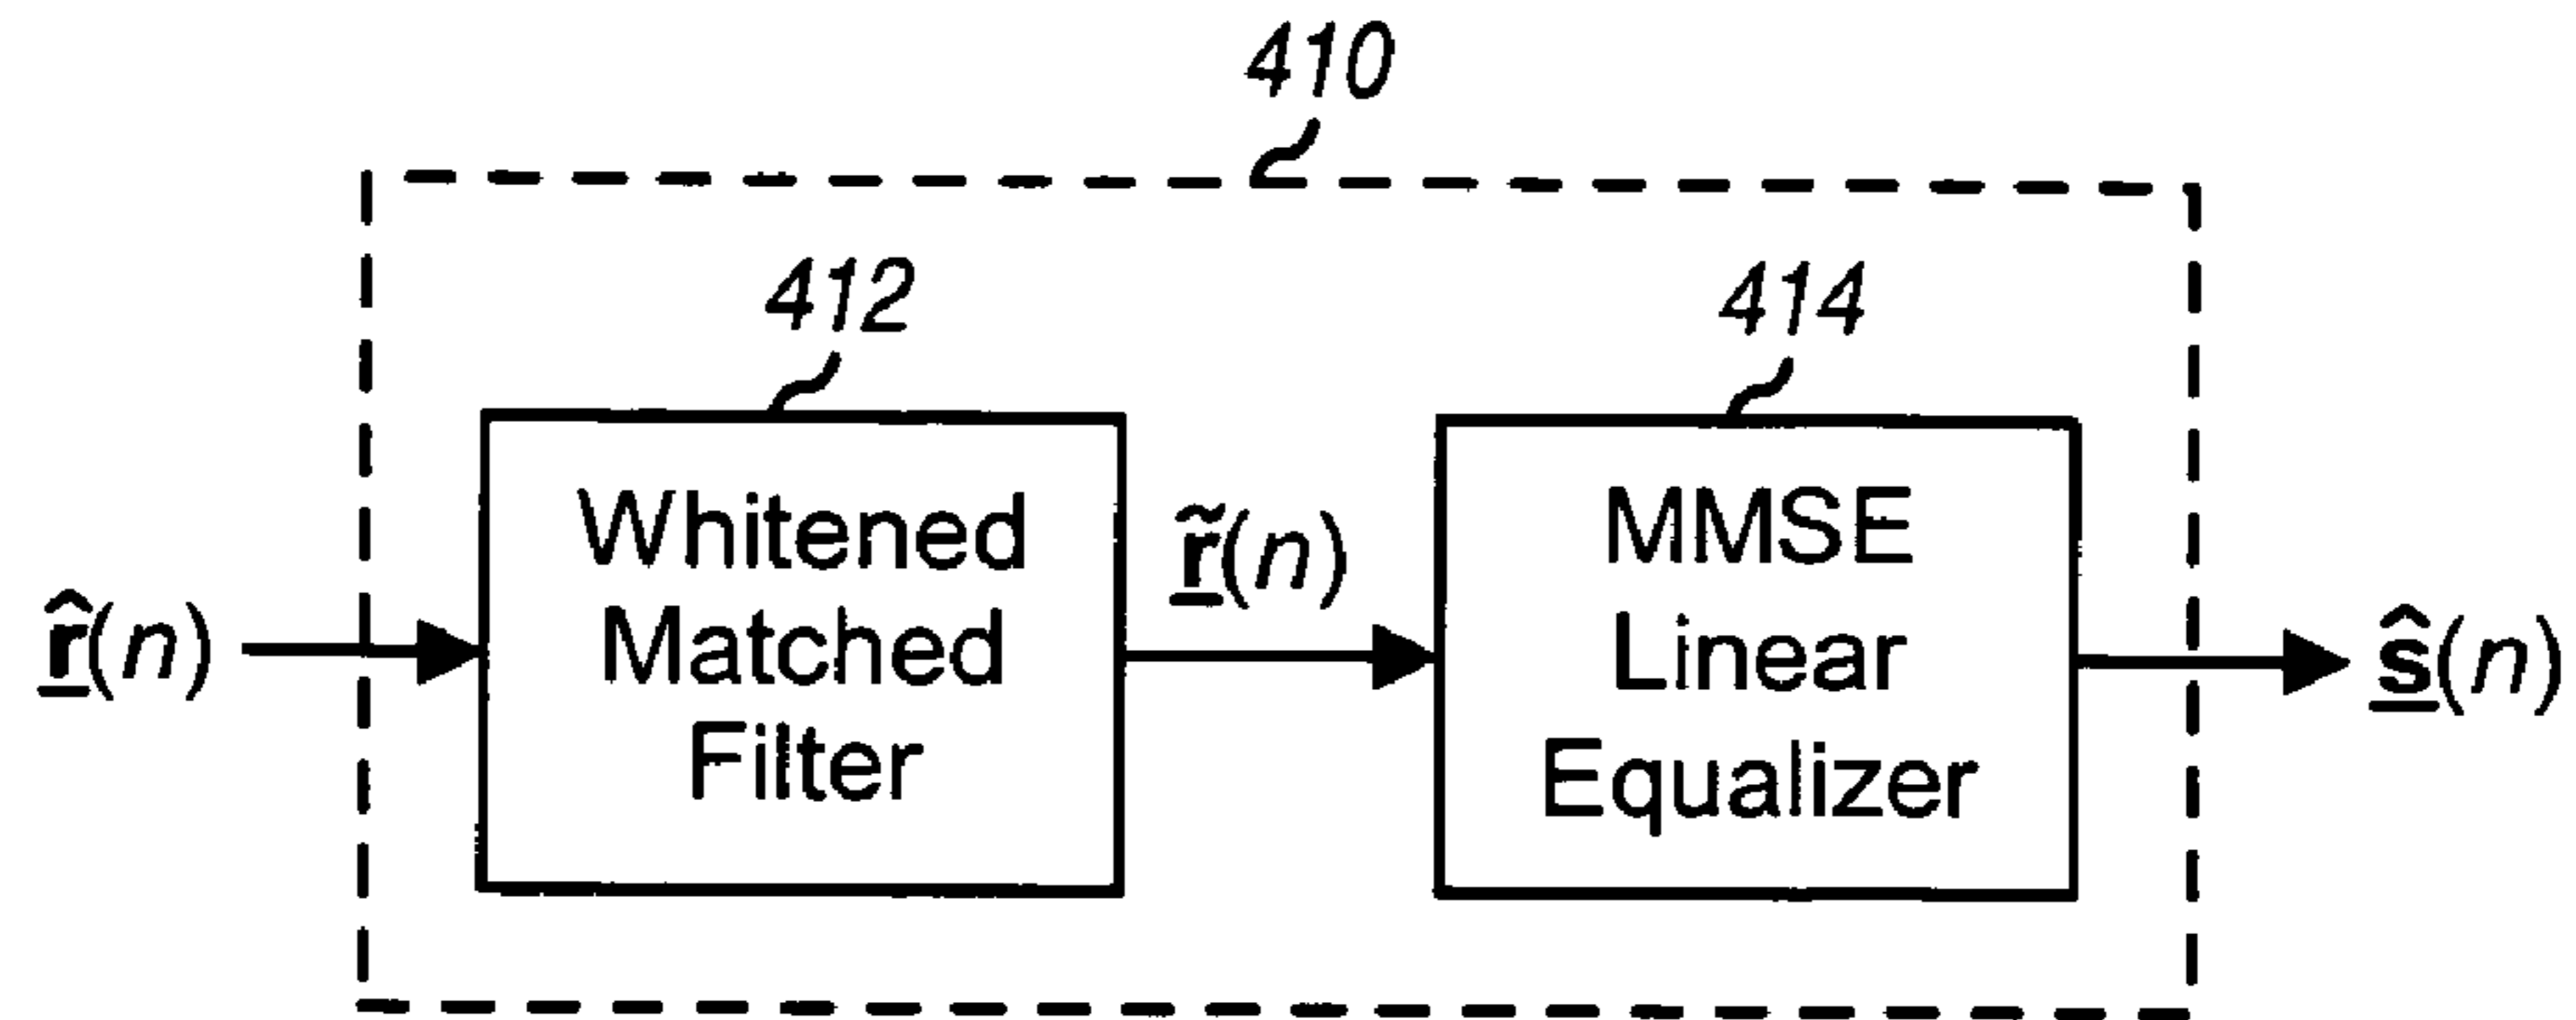 410
412
414
Whitened
Matched
Filter
MMSE
Linear
Equalizer
r̲̂(n)
r̲̃(n)
ŝ̲(n)